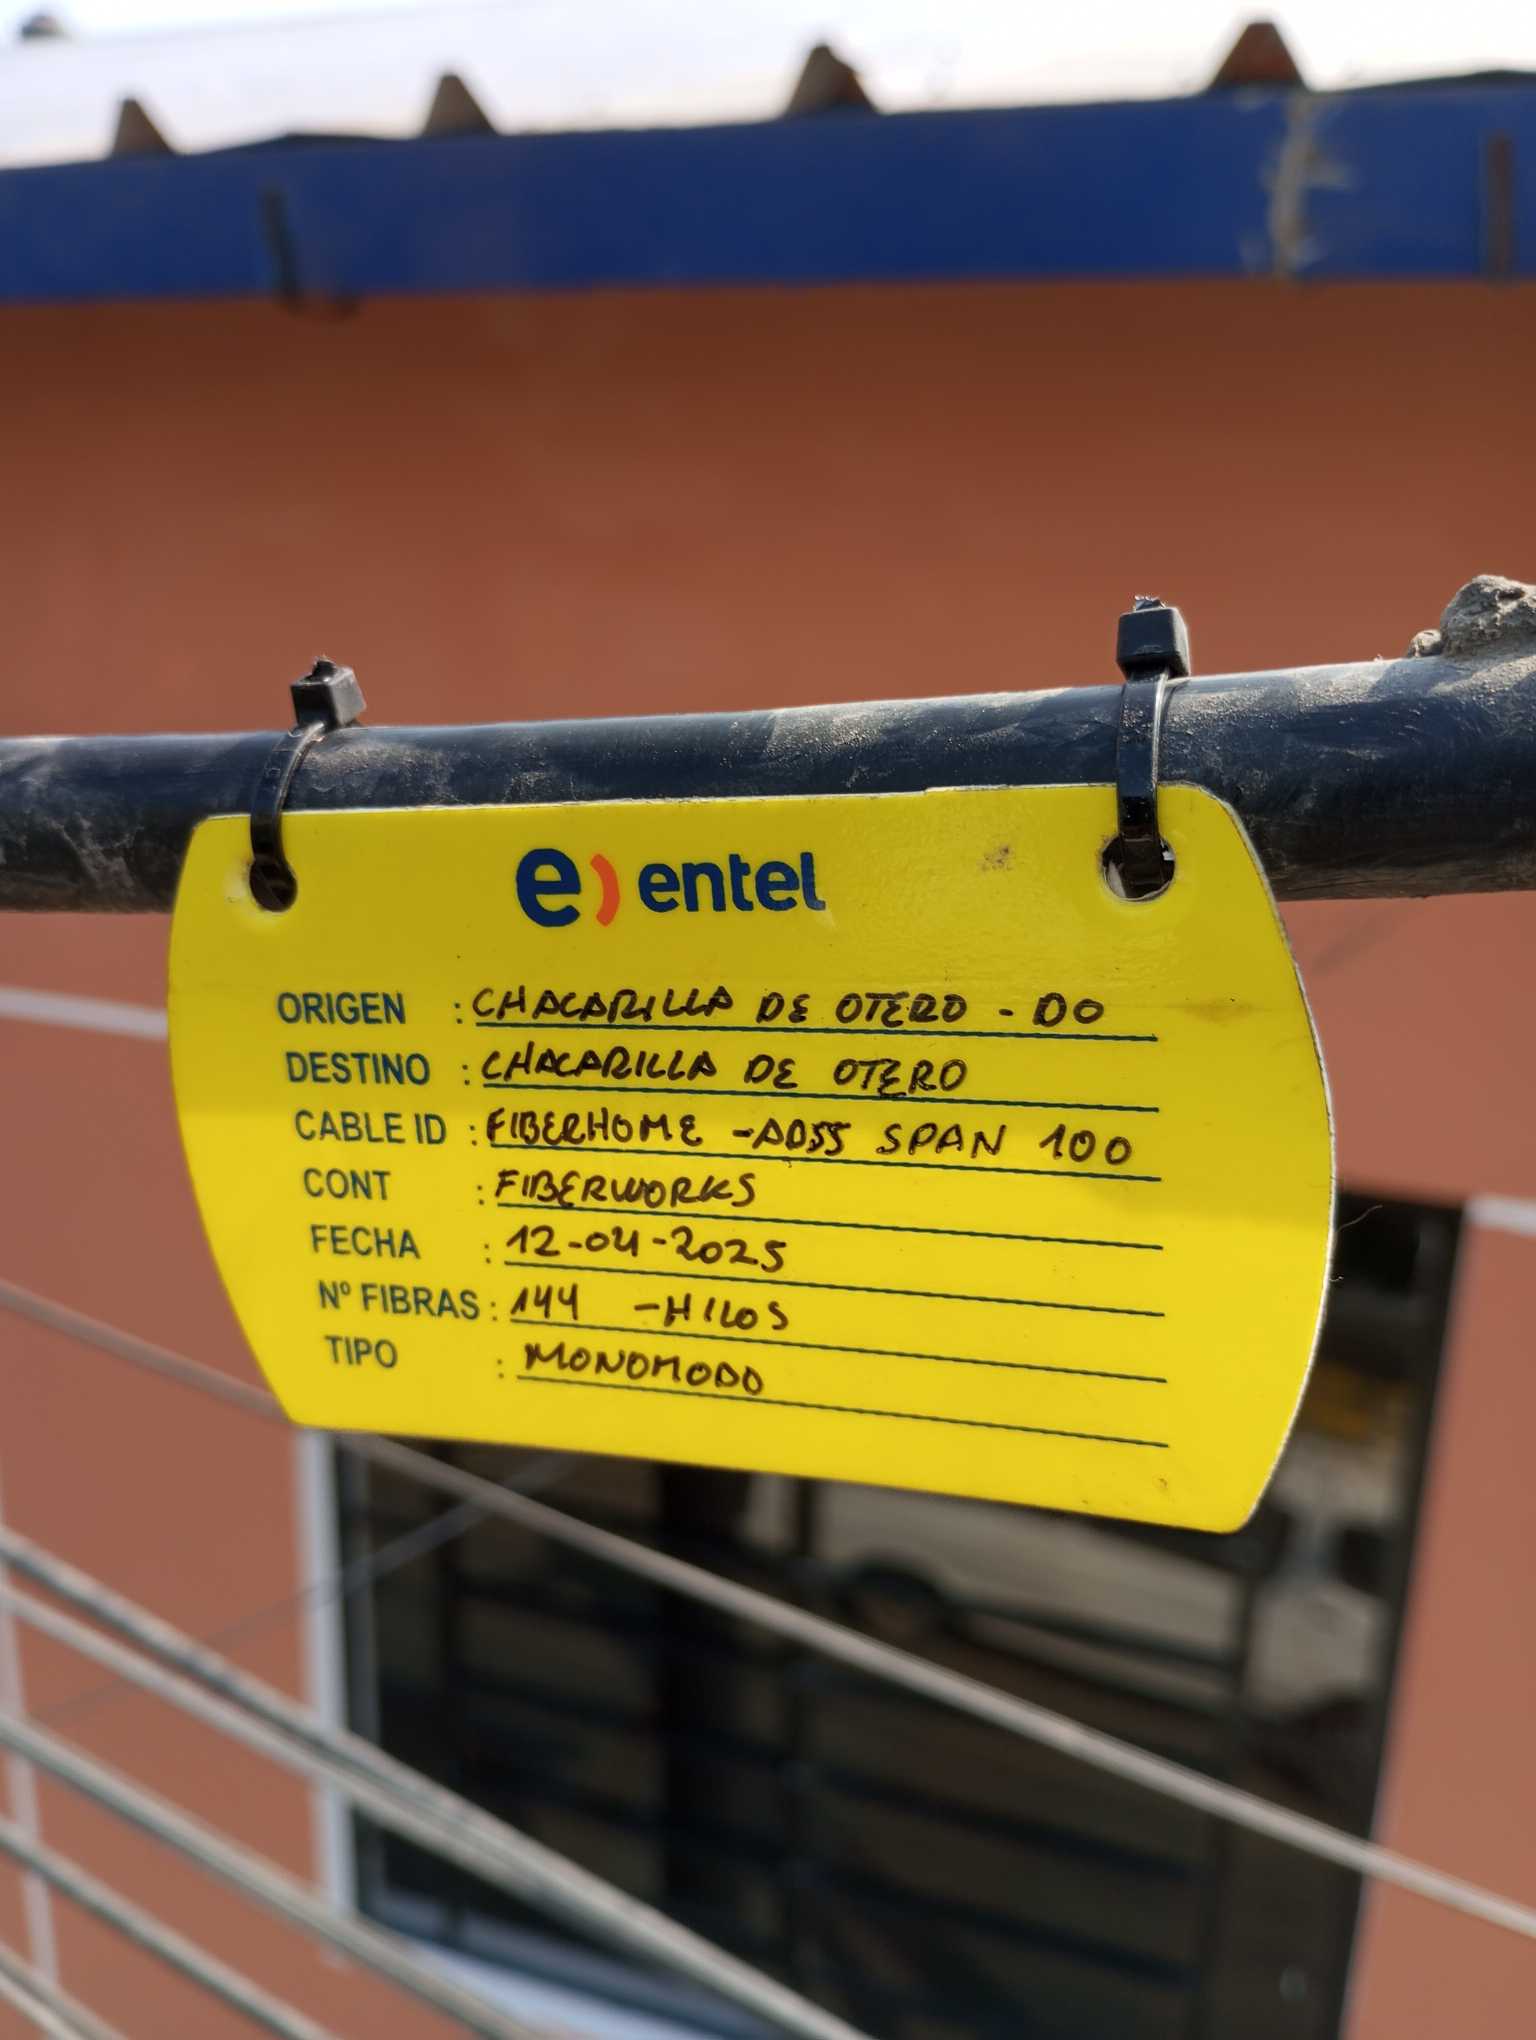 e) entel
ORIGEN : CHACARILLA DE OTERO - DO
DESTINO : CHACARILLA DE OTERO
CABLE ID : FIBERHOME - ADSS SPAN 100
CONT : FIBERWORKS
FECHA : 12-04-2025
Nº FIBRAS : 144 - HILOS
TIPO : MONOMODO